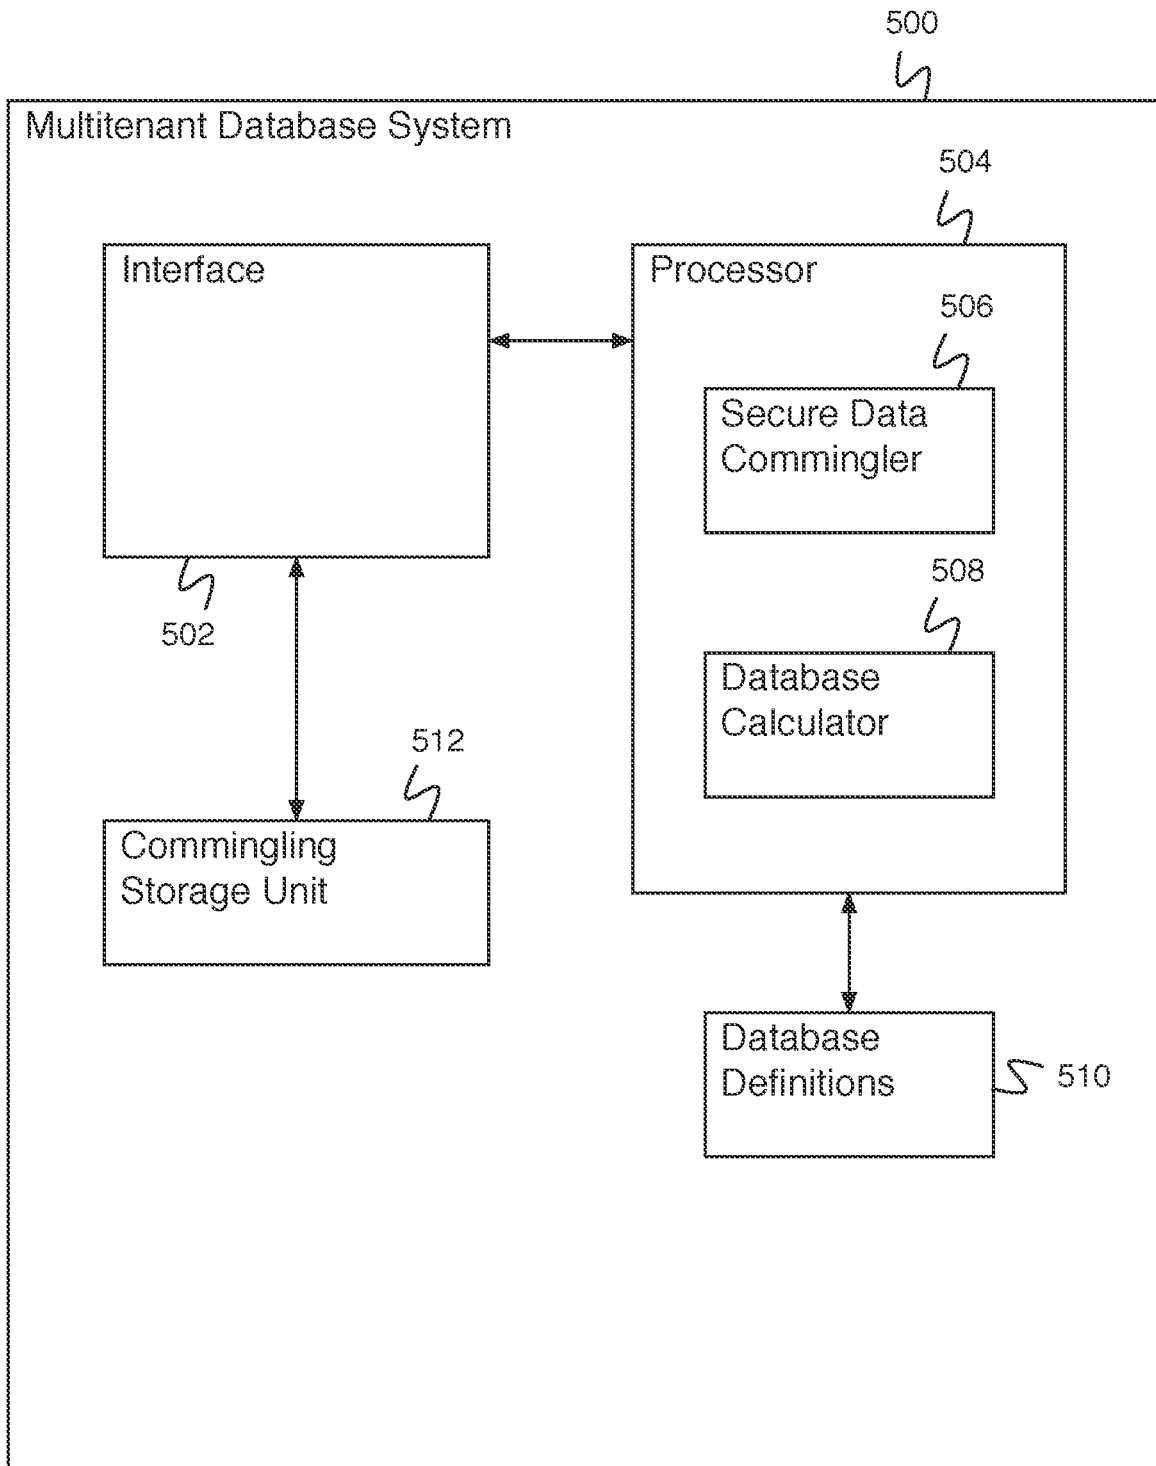 500
Multitenant Database System
504
Interface
Processor
506
Secure Data
Commingler
502
508
Database
Calculator
512
Commingling
Storage Unit
Database
Definitions
510